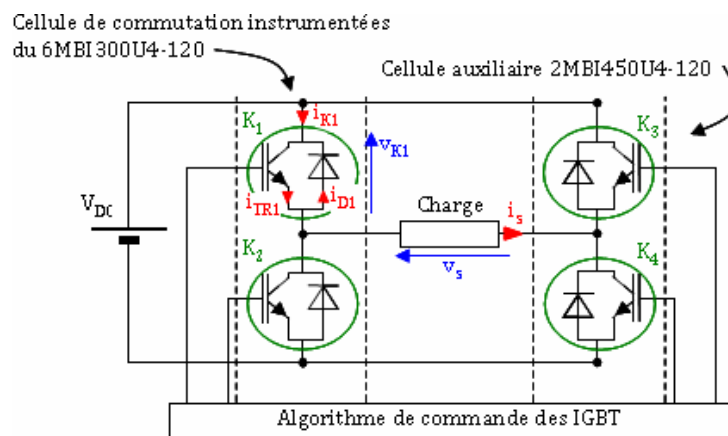 Cellule de commutation instrumentées
du 6MBI300U4-120
Cellule auxiliaire 2MBI450U4-120
iK1
K1
K3
vK1
iTR1
iD1
VDC
Charge
is
vs
K2
K4
Algorithme de commande des IGBT